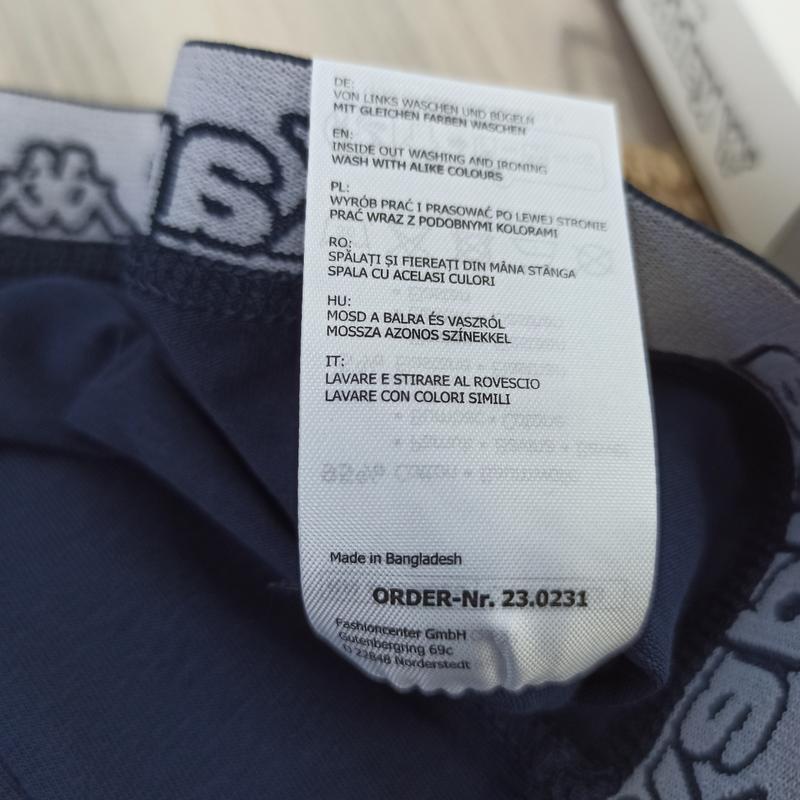 DE:
VON LINKS WASCHEN UND BÜGELN
MIT GLEICHEN FARBEN WASCHEN
EN:
INSIDE OUT WASHING AND IRONING
WASH WITH ALIKE COLOURS
PL:
WYRÓB PRAĆ I PRASOWAĆ PO LEWEJ STRONIE
PRAĆ WRAZ Z PODOBNYMI KOLORAMI
RO:
SPĂLAȚI ȘI FIEREAȚI DIN MÂNA STÂNGA
SPALA CU ACELASI CULORI
HU:
MOSD A BALRA ÉS VASZRÓL
MOSSZA AZONOS SZÍNEKKEL
IT:
LAVARE E STIRARE AL ROVESCIO
LAVARE CON COLORI SIMILI
95% Cotton • Baumwolle
Made in Bangladesh
ORDER-Nr. 23.0231
Fashioncenter GmbH
Gutenbergring 69c
D 22848 Norderstedt